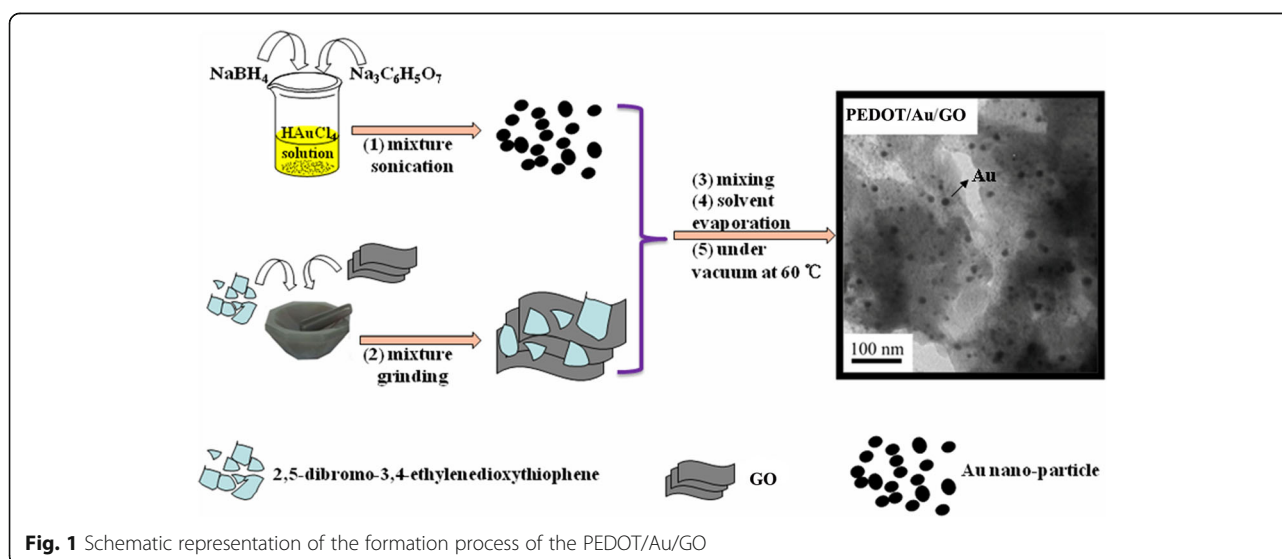 NaBH₄
Na₃C₆H₅O₇
HAuCl₄
solution
(1) mixture
sonication
(2) mixture
grinding
(3) mixing
(4) solvent
evaporation
(5) under
vacuum at 60 ℃
PEDOT/Au/GO
Au
100 nm
2,5-dibromo-3,4-ethylenedioxythiophene
GO
Au nano-particle
Fig. 1 Schematic representation of the formation process of the PEDOT/Au/GO